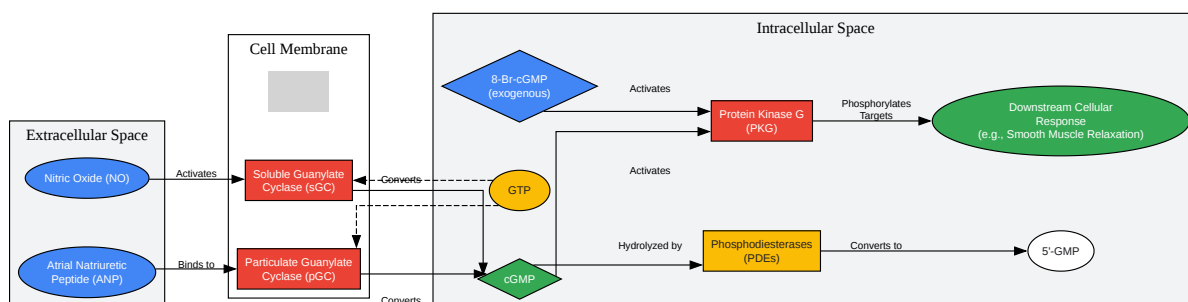 Intracellular Space
Cell Membrane
Extracellular Space
8-Br-cGMP
(exogenous)
Activates
Protein Kinase G
(PKG)
Phosphorylates
Targets
Downstream Cellular
Response
(e.g., Smooth Muscle Relaxation)
Nitric Oxide (NO)
Activates
Soluble Guanylate
Cyclase (sGC)
Converts
GTP
Activates
Atrial Natriuretic
Peptide (ANP)
Binds to
Particulate Guanylate
Cyclase (pGC)
Converts
cGMP
Hydrolyzed by
Phosphodiesterases
(PDEs)
Converts to
5'-GMP